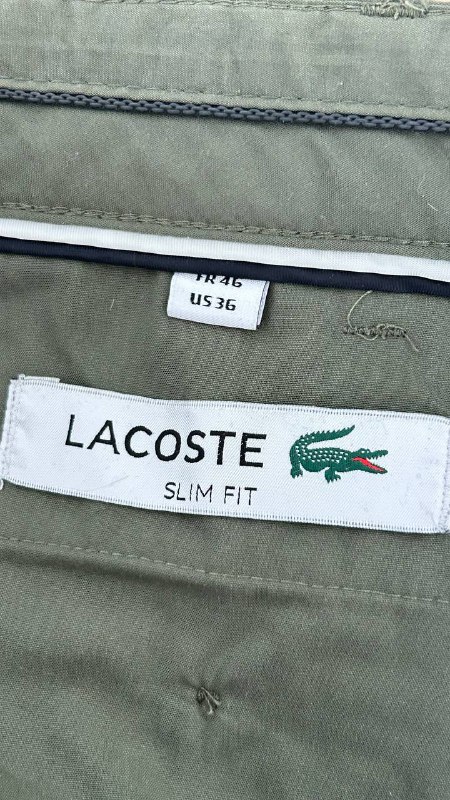 FR 46
US 36
LACOSTE
SLIM FIT